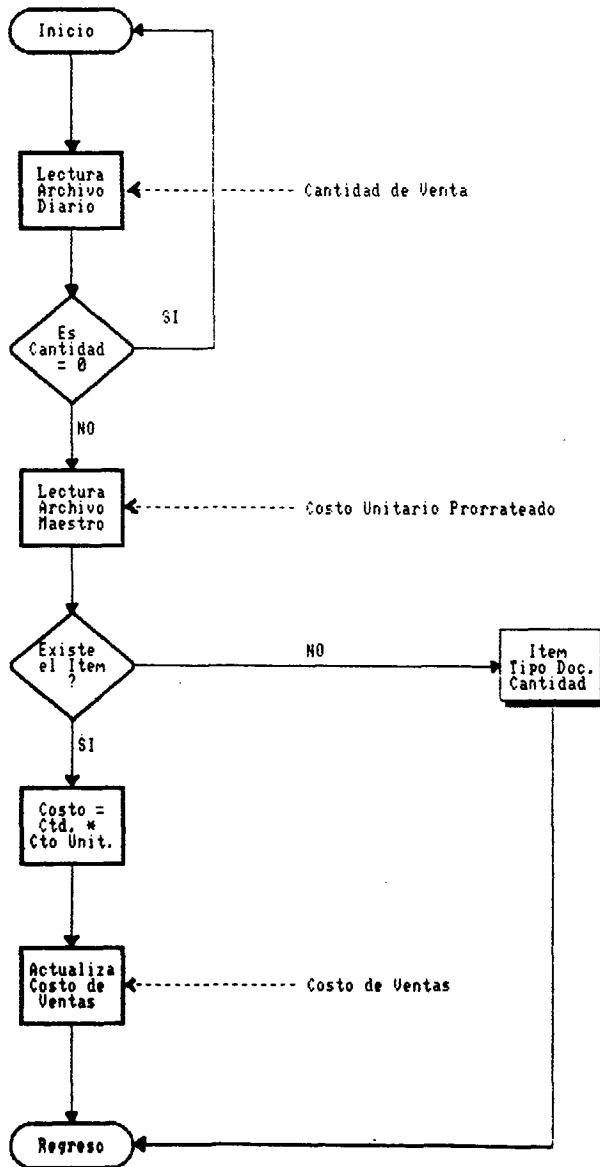 Inicio
Lectura
Archivo
Diario
Cantidad de Venta
Es
Cantidad
= 0
SI
NO
Lectura
Archivo
Maestro
Costo Unitario Prorrateado
Existe
el Item
?
NO
Item
Tipo Doc.
Cantidad
SI
Costo =
Ctd. *
Cto Unit.
Actualiza
Costo de
Ventas
Costo de Ventas
Regreso